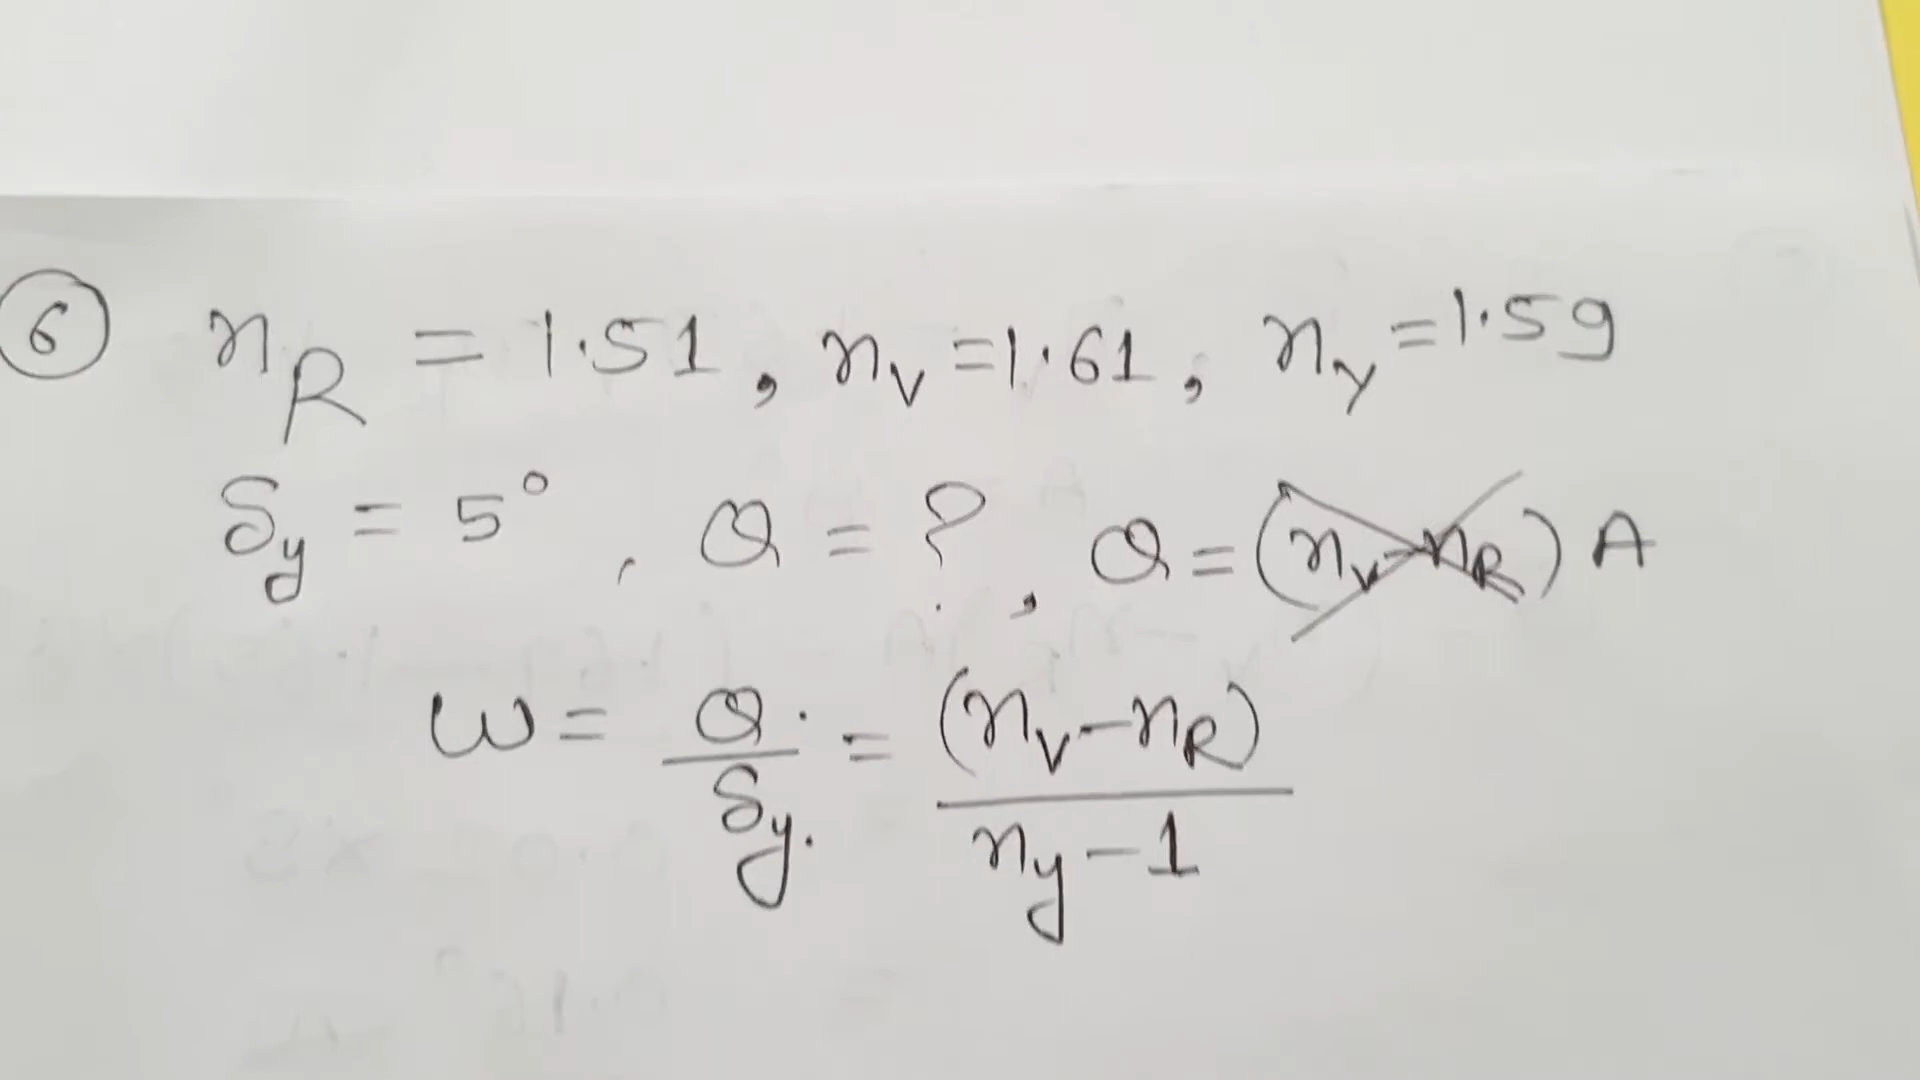 6 n_R = 1.51, n_V = 1.61, n_y = 1.59
δ_y = 5°, θ = ?, θ = (n_v - n_R) A
ω = θ/δ_y = (n_V - n_R)/(n_y - 1)